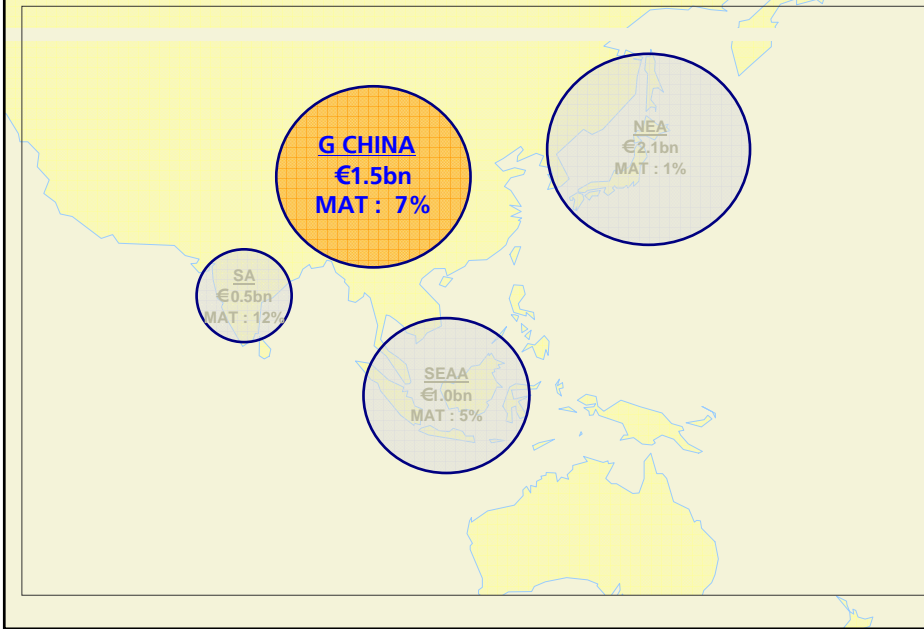 NEA
€2.1bn
MAT : 1%
G CHINA
€1.5bn
MAT : 7%
SA
€0.5bn
MAT : 12%
SEAA
€1.0bn
MAT : 5%